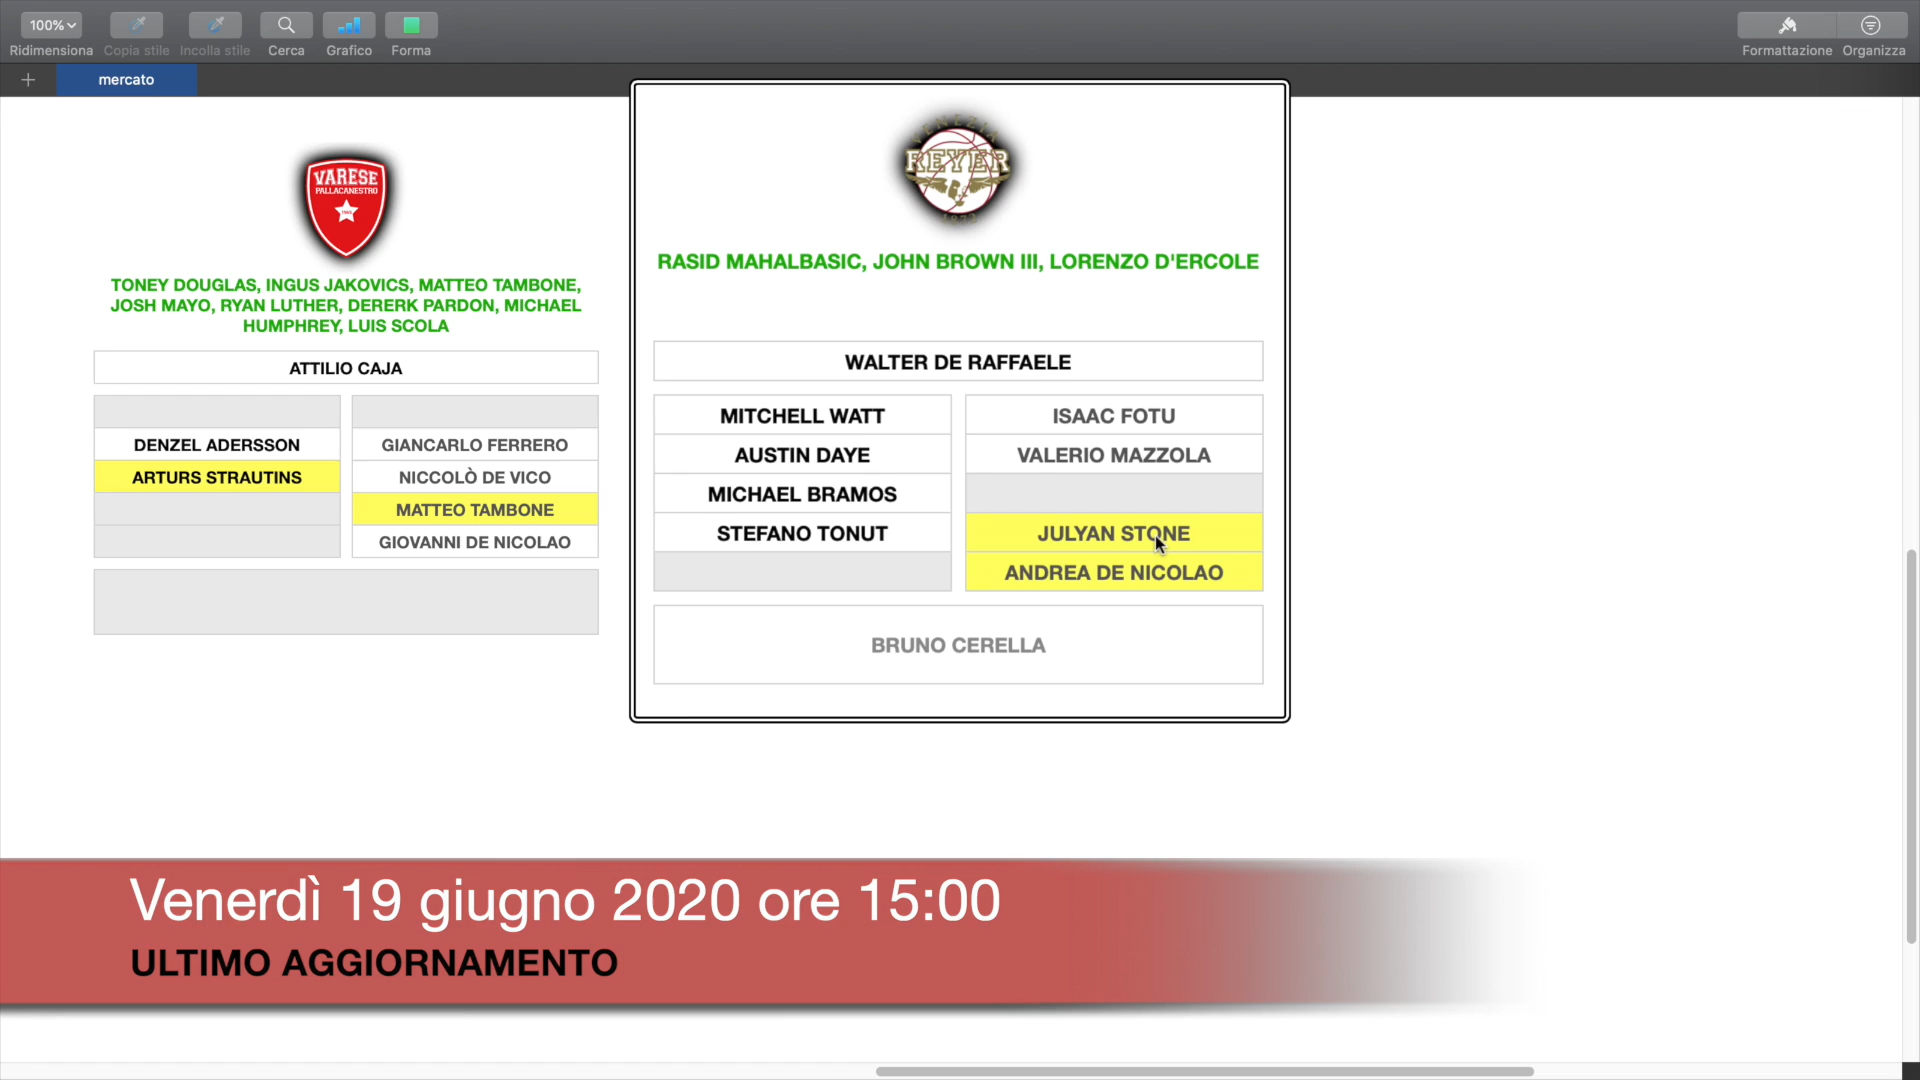 100%
Ridimensiona
Copia stile
Incolla stile
Cerca
Grafico
Forma
Formattazione
Organizza
mercato
VARESE
PALLACANESTRO
TONEY DOUGLAS, INGUS JAKOVICS, MATTEO TAMBONE,
JOSH MAYO, RYAN LUTHER, DERERK PARDON, MICHAEL
HUMPHREY, LUIS SCOLA
ATTILIO CAJA
DENZEL ADERSSON
GIANCARLO FERRERO
ARTURS STRAUTINS
NICCOLÒ DE VICO
MATTEO TAMBONE
GIOVANNI DE NICOLAO
VENEZIA
REYER
1872
RASID MAHALBASIC, JOHN BROWN III, LORENZO D'ERCOLE
WALTER DE RAFFAELE
MITCHELL WATT
ISAAC FOTU
AUSTIN DAYE
VALERIO MAZZOLA
MICHAEL BRAMOS
STEFANO TONUT
JULYAN STONE
ANDREA DE NICOLAO
BRUNO CERELLA
Venerdì 19 giugno 2020 ore 15:00
ULTIMO AGGIORNAMENTO